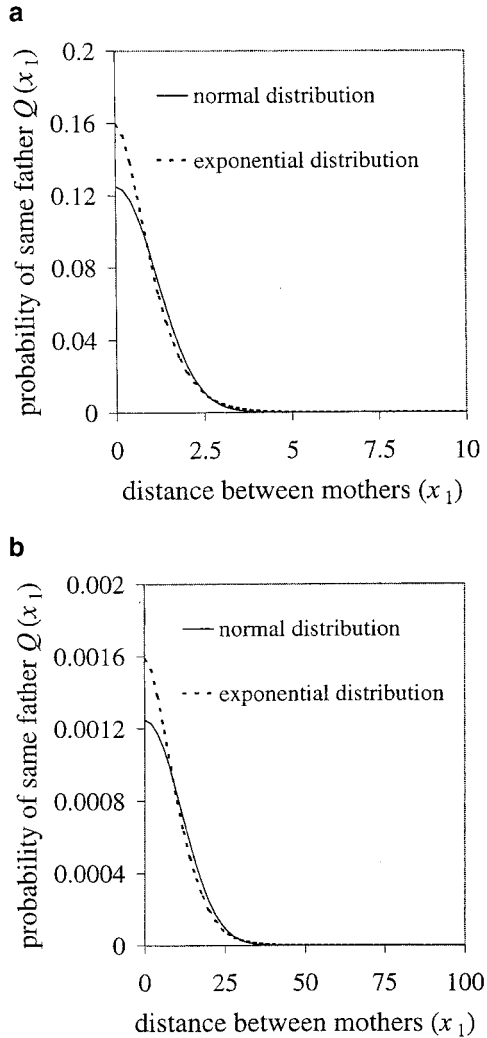 a
probability of same father Q(x1)
0.2
0.16
0.12
0.08
0.04
0
normal distribution
exponential distribution
0 2.5 5 7.5 10
distance between mothers (x1)
b
probability of same father Q(x1)
0.002
0.0016
0.0012
0.0008
0.0004
0
normal distribution
exponential distribution
0 25 50 75 100
distance between mothers (x1)